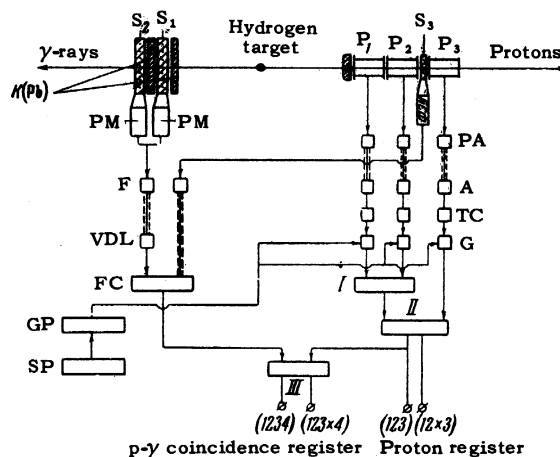 S₂ S₁
Hydrogen target
P₁ P₂ S₃ P₃
γ-rays
Protons
K(Pb)
PM PM
PA
F
A
TC
VDL
G
FC
I
II
GP
SP
III
(1234) (123×4) (123) (12×3)
p-γ coincidence register Proton register